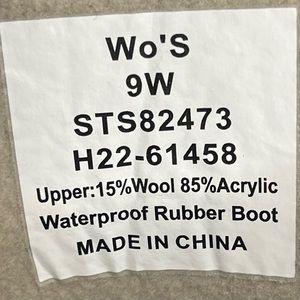 Wo'S
9W
STS82473
H22-61458
Upper:15%Wool 85%Acrylic
Waterproof Rubber Boot
MADE IN CHINA